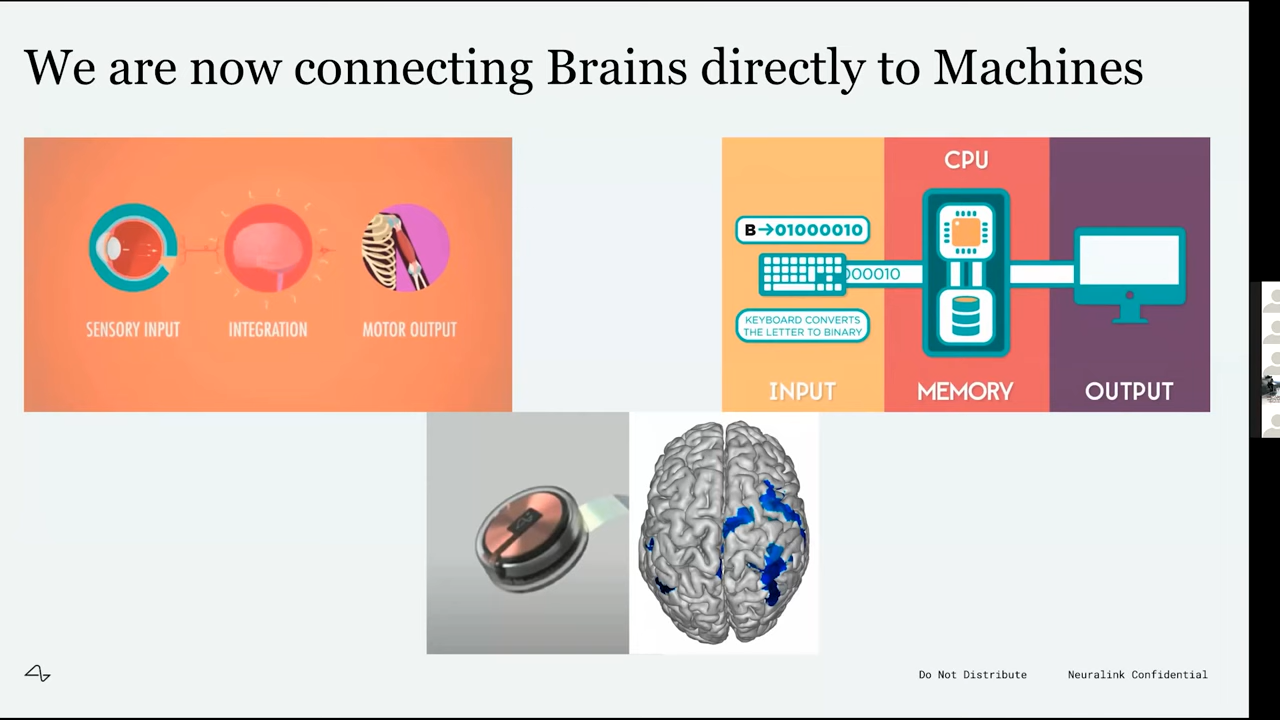 We are now connecting Brains directly to Machines
SENSORY INPUT
INTEGRATION
MOTOR OUTPUT
CPU
B→01000010
000010
KEYBOARD CONVERTS
THE LETTER TO BINARY
INPUT
MEMORY
OUTPUT
Do Not Distribute
Neuralink Confidential